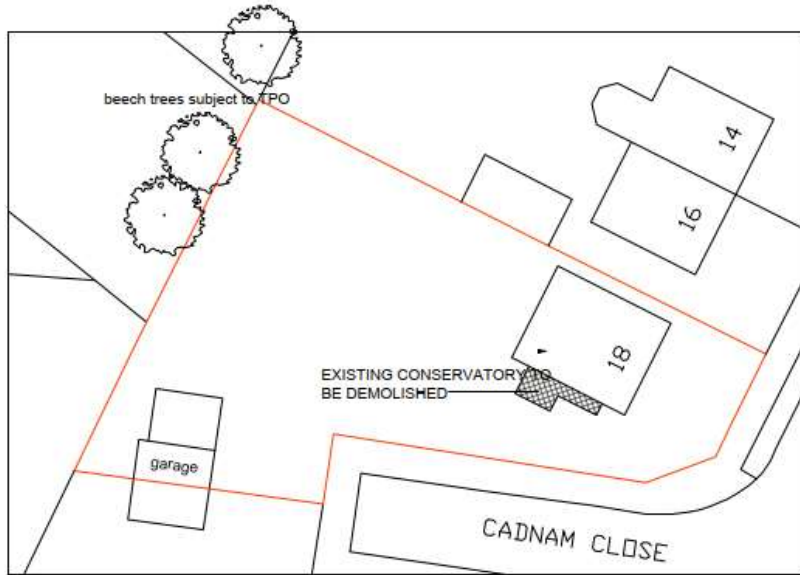 beech trees subject to TPO
14
16
18
EXISTING CONSERVATORY TO
BE DEMOLISHED
garage
CADNAM CLOSE